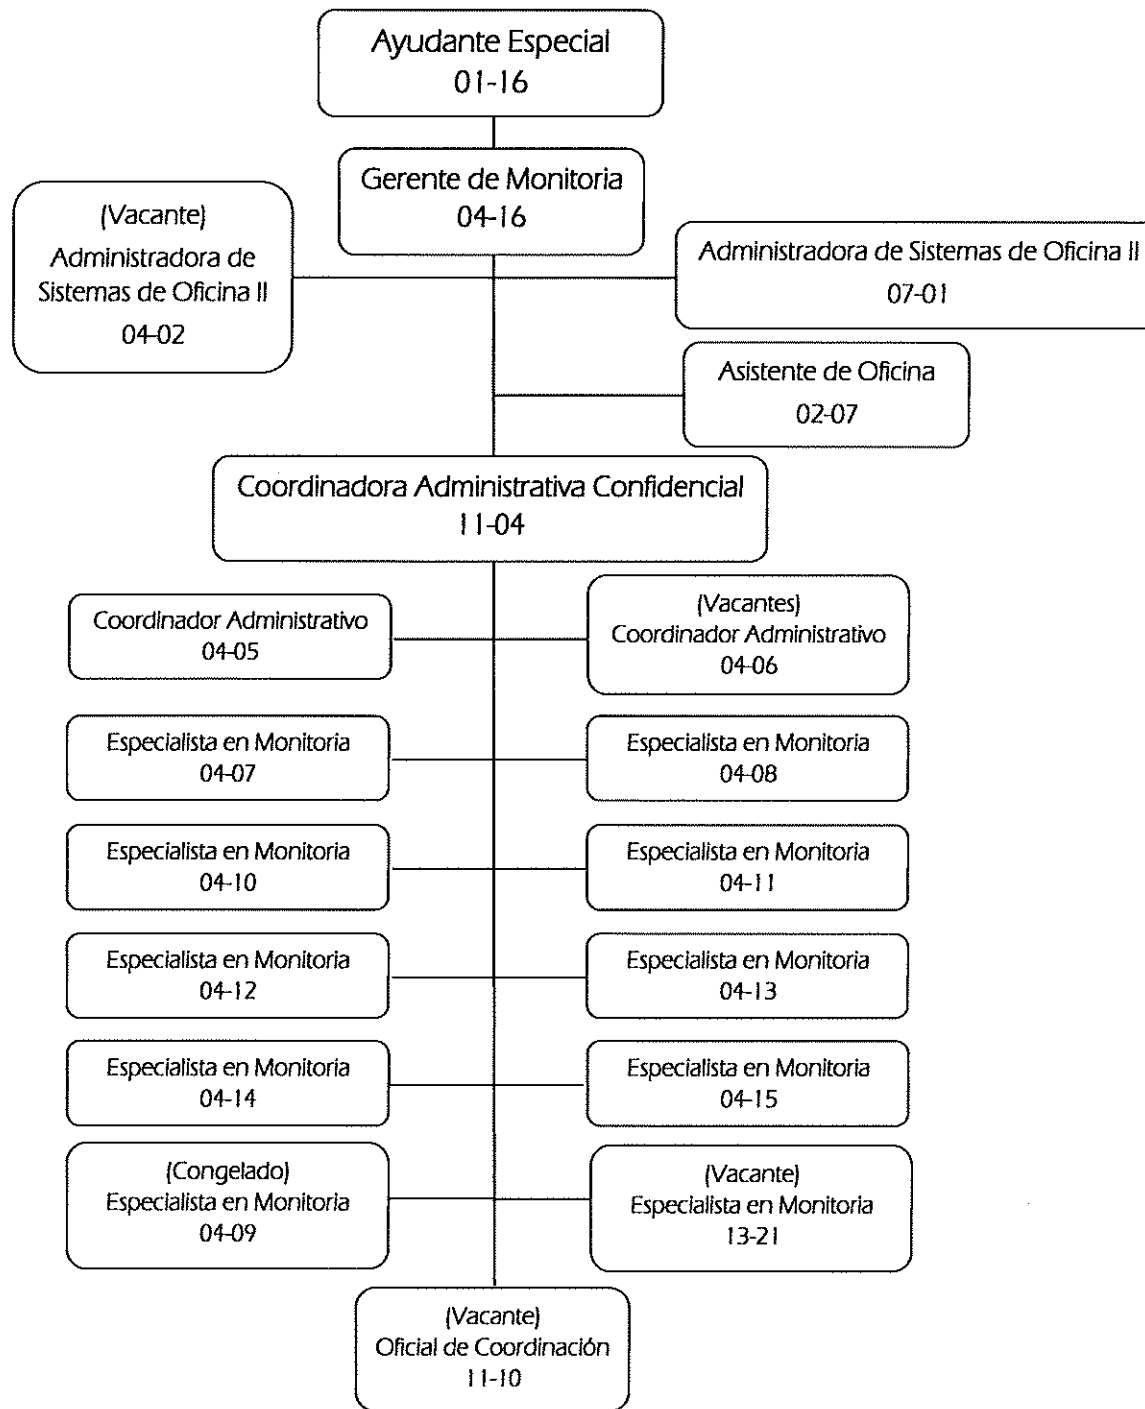 Ayudante Especial
01-16
Gerente de Monitoria
04-16
(Vacante)
Administradora de
Sistemas de Oficina II
04-02
Administradora de Sistemas de Oficina II
07-01
Asistente de Oficina
02-07
Coordinadora Administrativa Confidencial
11-04
Coordinador Administrativo
04-05
(Vacantes)
Coordinador Administrativo
04-06
Especialista en Monitoria
04-07
Especialista en Monitoria
04-08
Especialista en Monitoria
04-10
Especialista en Monitoria
04-11
Especialista en Monitoria
04-12
Especialista en Monitoria
04-13
Especialista en Monitoria
04-14
Especialista en Monitoria
04-15
(Congelado)
Especialista en Monitoria
04-09
(Vacante)
Especialista en Monitoria
13-21
(Vacante)
Oficial de Coordinación
11-10